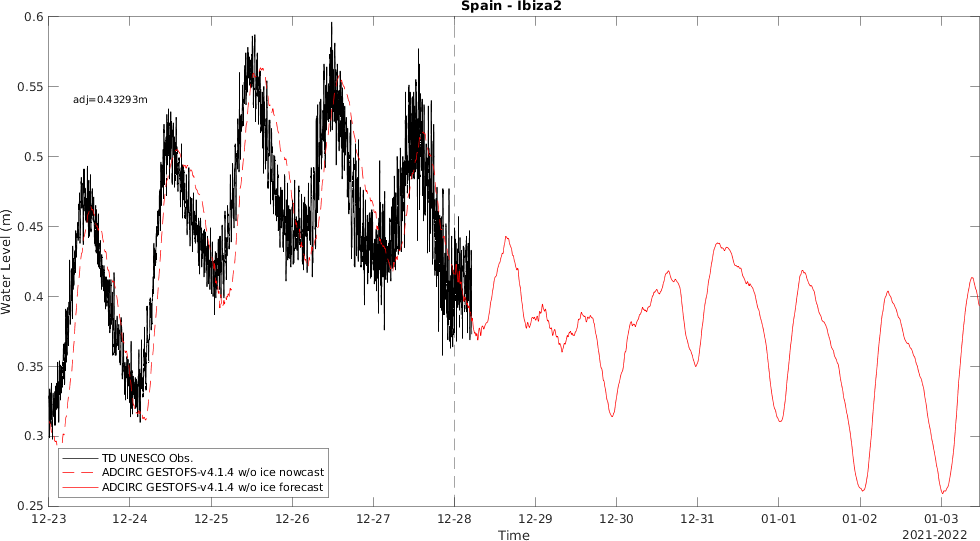 Spain - Ibiza2
0.6
0.55
0.5
0.45
0.4
0.35
0.3
0.25
Water Level (m)
adj=0.43293m
TD UNESCO Obs.
ADCIRC GESTOFS-v4.1.4 w/o ice nowcast
ADCIRC GESTOFS-v4.1.4 w/o ice forecast
12-23 12-24 12-25 12-26 12-27 12-28 12-29 12-30 12-31 01-01 01-02 01-03
Time
2021-2022